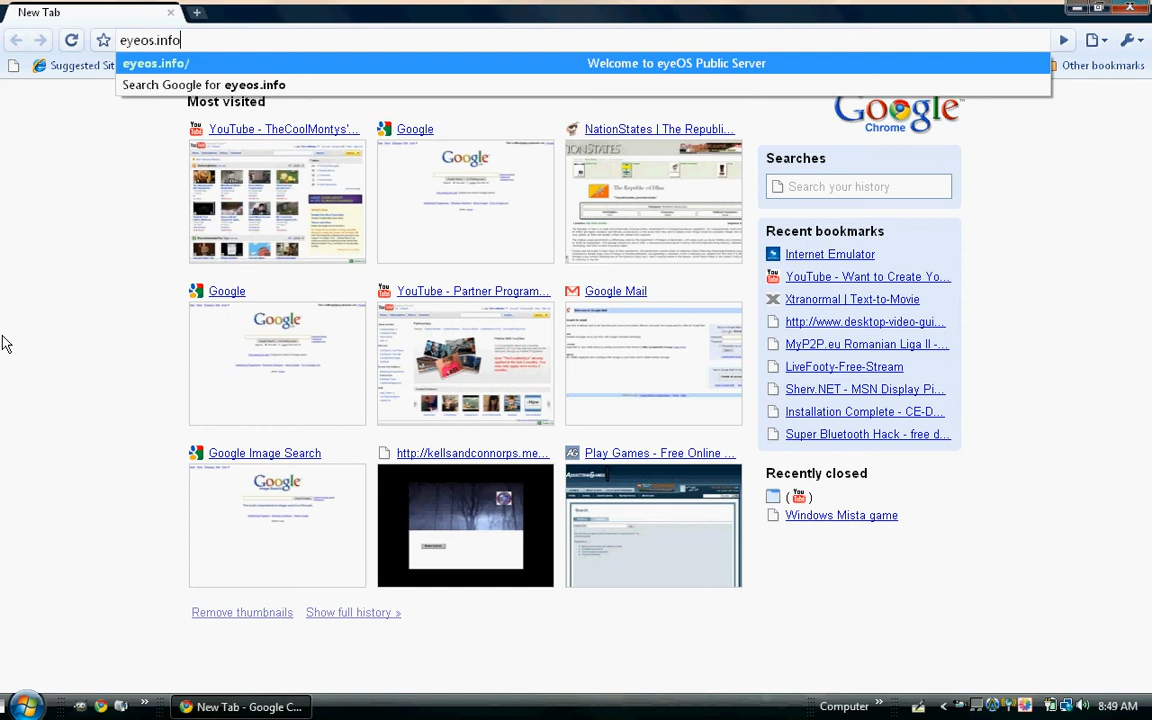 New Tab
eyeos.info
Suggested Sit
eyeos.info/ Welcome to eyeOS Public Server
Search Google for eyeos.info
Other bookmarks
Most visited
YouTube - TheCoolMontys'...
Google
NationStates | The Republi...
Google
YouTube - Partner Program...
Google Mail
Google Image Search
http://kellsandconnorps.me...
Play Games - Free Online ...
Remove thumbnails Show full history »
Google
Chrome
Searches
Search your history
Recent bookmarks
Internet Emulator
YouTube - Want to Create Yo...
Xtranormal | Text-to-Movie
http://www.desktop-video-gui...
MyP2P.eu Romanian Liga II -...
LiveFooty-Free-Stream
Sherv.NET - MSN Display Pi...
Installation Complete - CE-D...
Super Bluetooth Hack - free d...
Recently closed
( )
Windows Mista game
New Tab - Google C...
Computer
8:49 AM